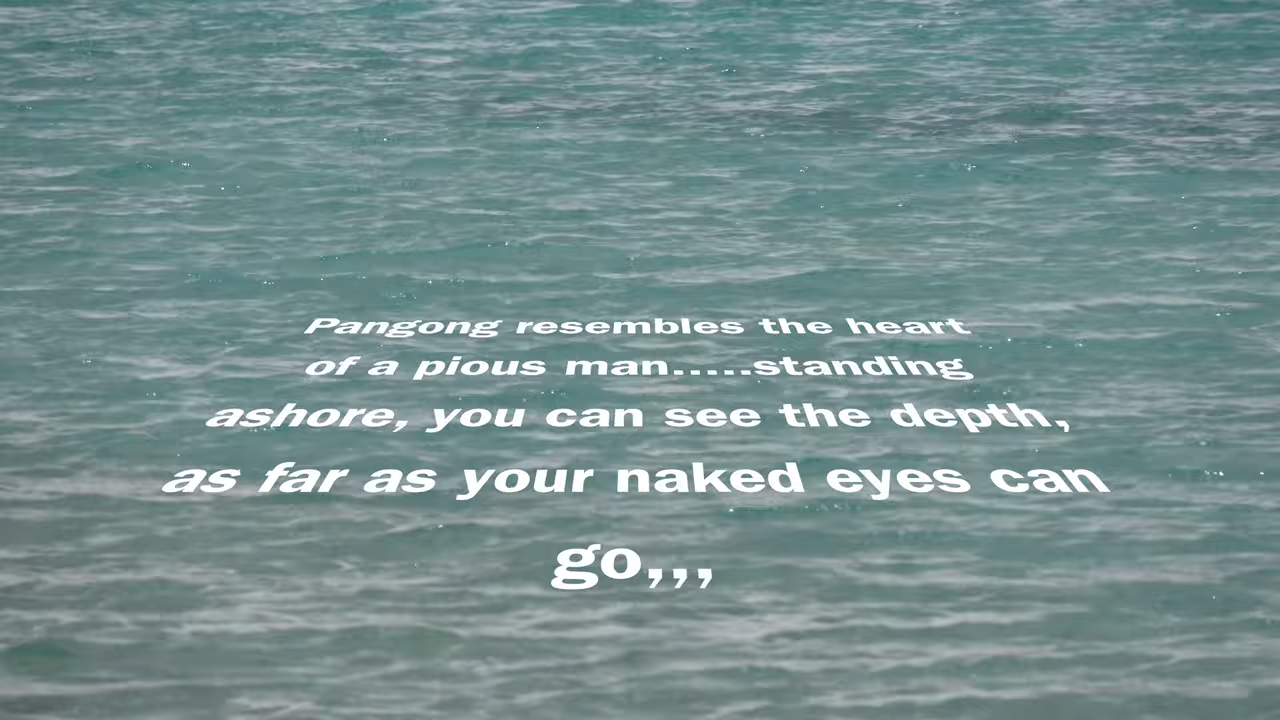 Pangong resembles the heart
of a pious man.....standing
ashore, you can see the depth,
as far as your naked eyes can
go,,,